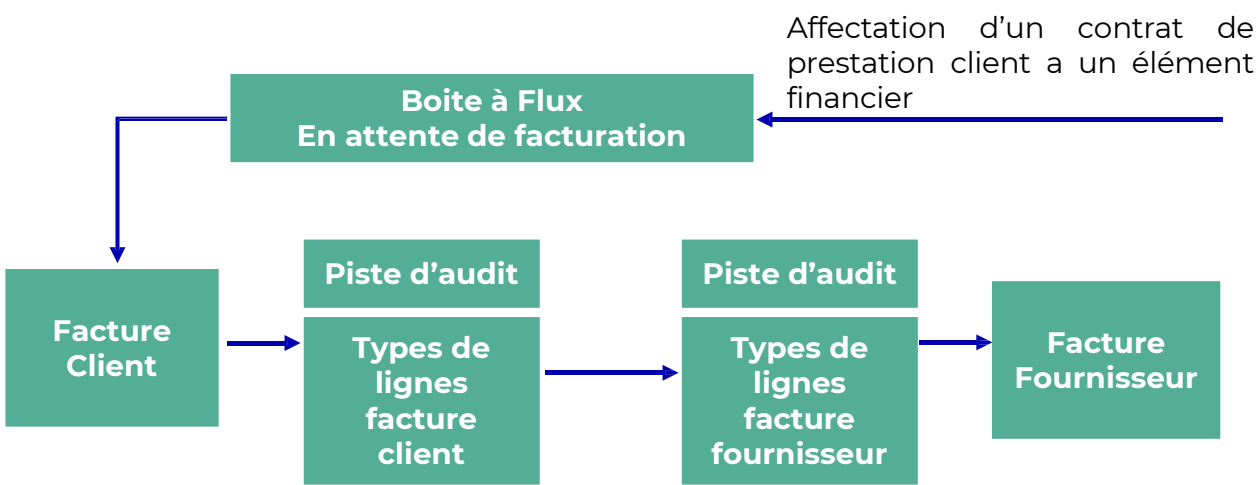 Affectation d’un contrat de
prestation client a un élément
financier
Boite à Flux
En attente de facturation
Piste d’audit
Piste d’audit
Facture
Client
Types de
lignes
facture
client
Types de
lignes
facture
fournisseur
Facture
Fournisseur